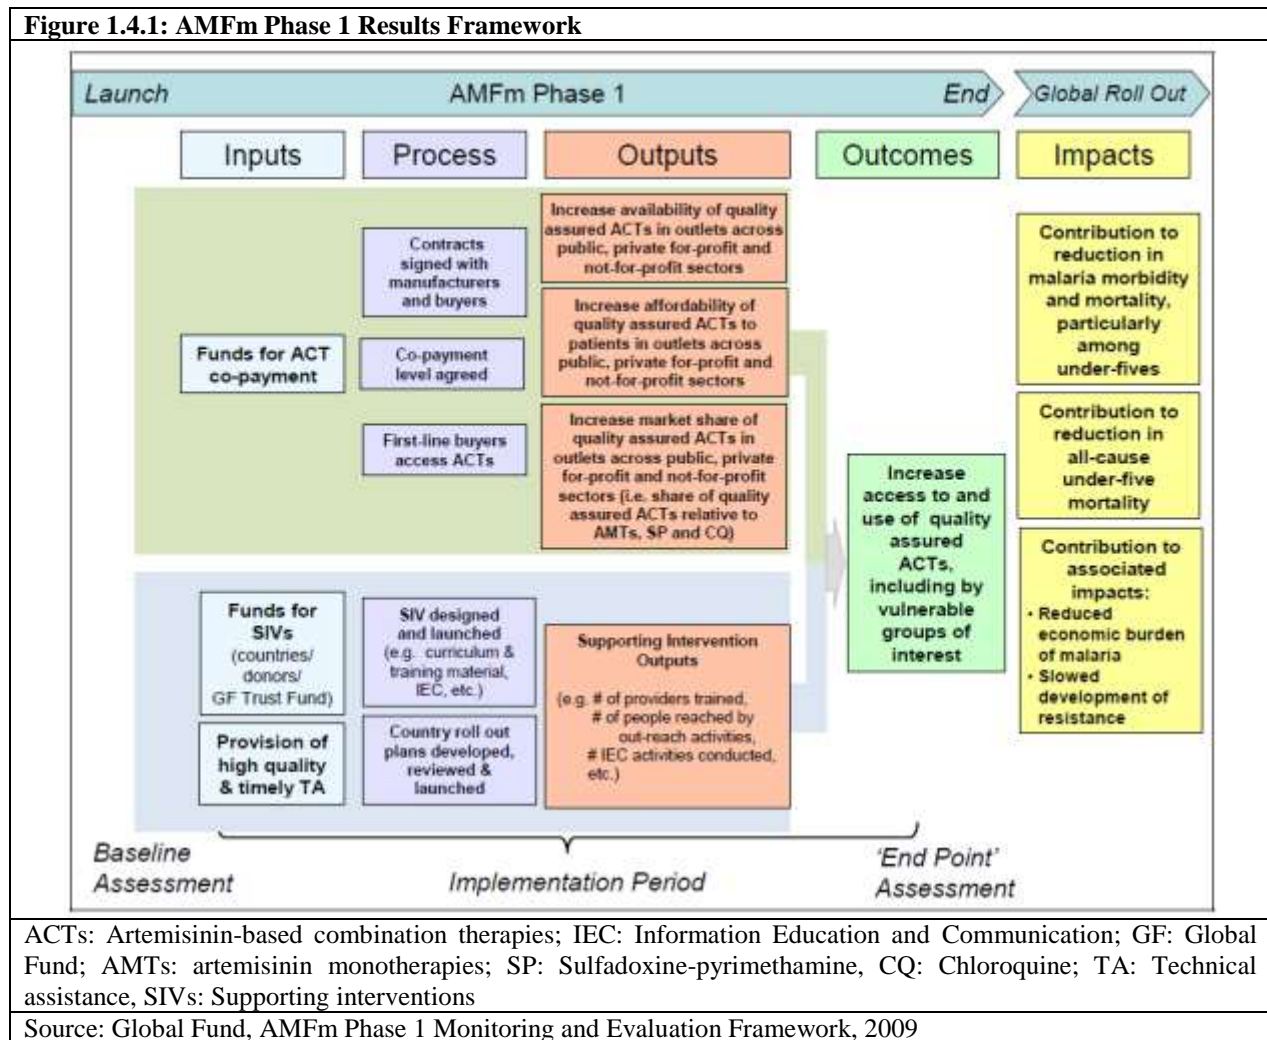 Figure 1.4.1: AMFm Phase 1 Results Framework
Launch
AMFm Phase 1
End
Global Roll Out
Inputs
Process
Outputs
Outcomes
Impacts
Funds for ACT
co-payment
Contracts
signed with
manufacturers
and buyers
Co-payment
level agreed
First-line buyers
access ACTs
Increase availability of quality
assured ACTs in outlets across
public, private for-profit and
not-for-profit sectors
Increase affordability of
quality assured ACTs to
patients in outlets across
public, private for-profit and
not-for-profit sectors
Increase market share of
quality assured ACTs in
outlets across public, private
for-profit and not-for-profit
sectors (i.e. share of quality
assured ACTs relative to
AMTs, SP and CQ)
Funds for
SIVs
(countries/
donors/
GF Trust Fund)
Provision of
high quality
& timely TA
SIV designed
and launched
(e.g. curriculum &
training material,
IEC, etc.)
Country roll out
plans developed,
reviewed &
launched
Supporting Intervention
Outputs
(e.g. # of providers trained,
# of people reached by
out-reach activities,
# IEC activities conducted,
etc.)
Increase
access to and
use of quality
assured
ACTs,
including by
vulnerable
groups of
interest
Contribution to
reduction in
malaria morbidity
and mortality,
particularly
among
under-fives
Contribution to
reduction in
all-cause
under-five
mortality
Contribution to
associated
impacts:
• Reduced
economic burden
of malaria
• Slowed
development of
resistance
Baseline
Assessment
Implementation Period
'End Point'
Assessment
ACTs: Artemisinin-based combination therapies; IEC: Information Education and Communication; GF: Global
Fund; AMTs: artemisinin monotherapies; SP: Sulfadoxine-pyrimethamine, CQ: Chloroquine; TA: Technical
assistance, SIVs: Supporting interventions
Source: Global Fund, AMFm Phase 1 Monitoring and Evaluation Framework, 2009